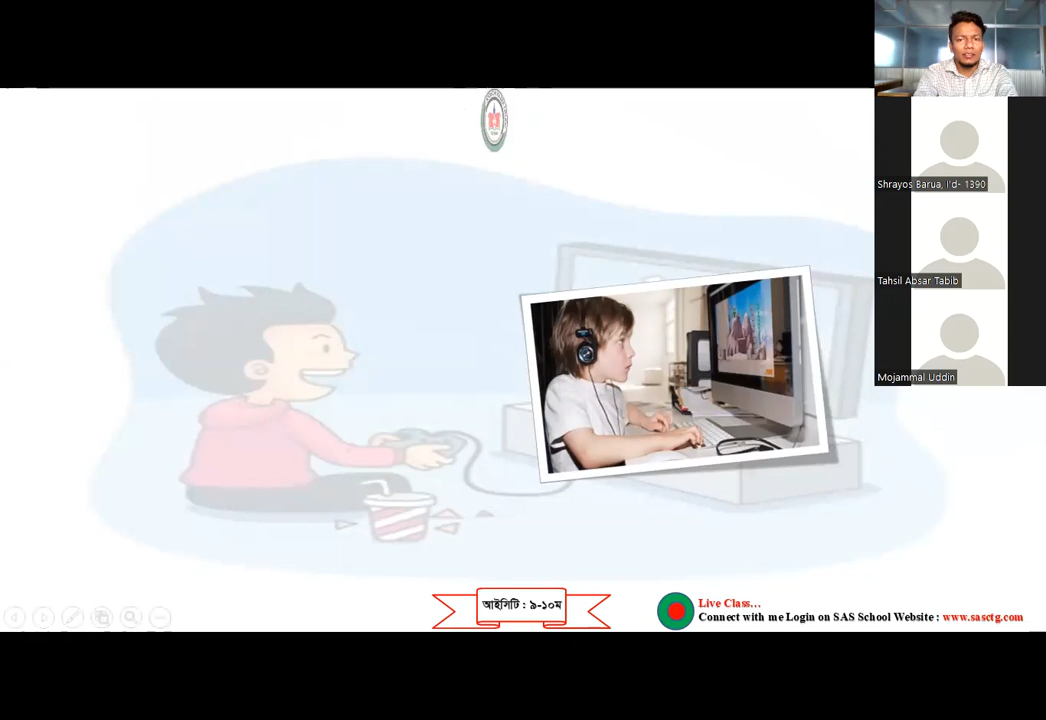 Shrayos Barua, I'd- 1390
Tahsil Absar Tabib
Mojammal Uddin
আইসিটি : ৯-১০ম
Live Class...
Connect with me Login on SAS School Website : www.sasctg.com